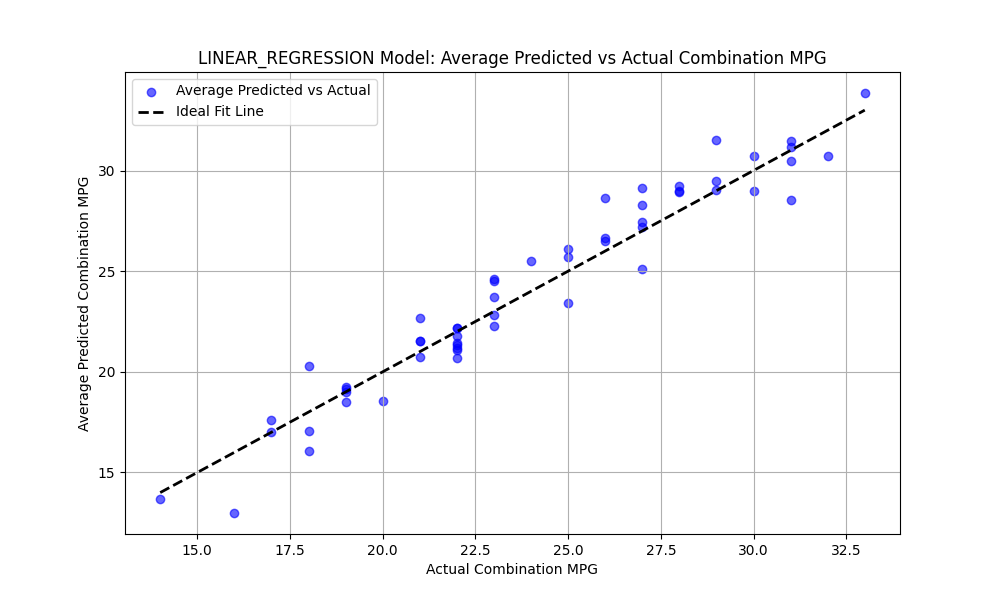 LINEAR_REGRESSION Model: Average Predicted vs Actual Combination MPG
Average Predicted vs Actual
Ideal Fit Line
Average Predicted Combination MPG
30
25
20
15
15.0 17.5 20.0 22.5 25.0 27.5 30.0 32.5
Actual Combination MPG